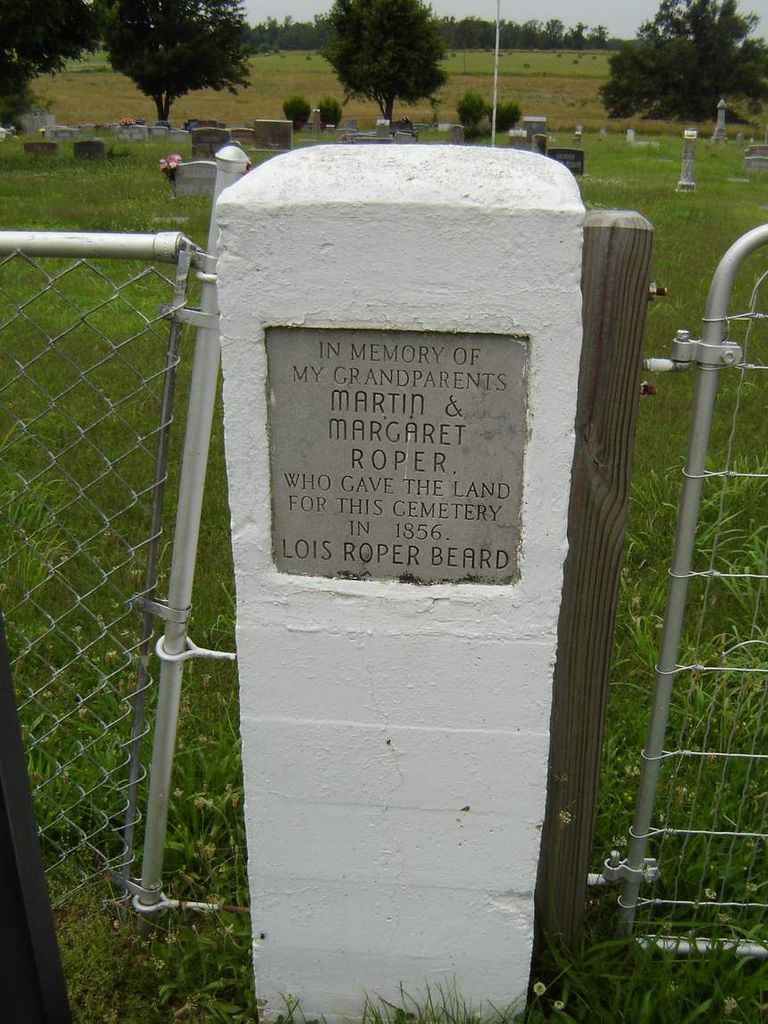 IN MEMORY OF
MY GRANDPARENTS
MARTIN &
MARGARET
ROPER.
WHO GAVE THE LAND
FOR THIS CEMETERY
IN 1856.
LOIS ROPER BEARD